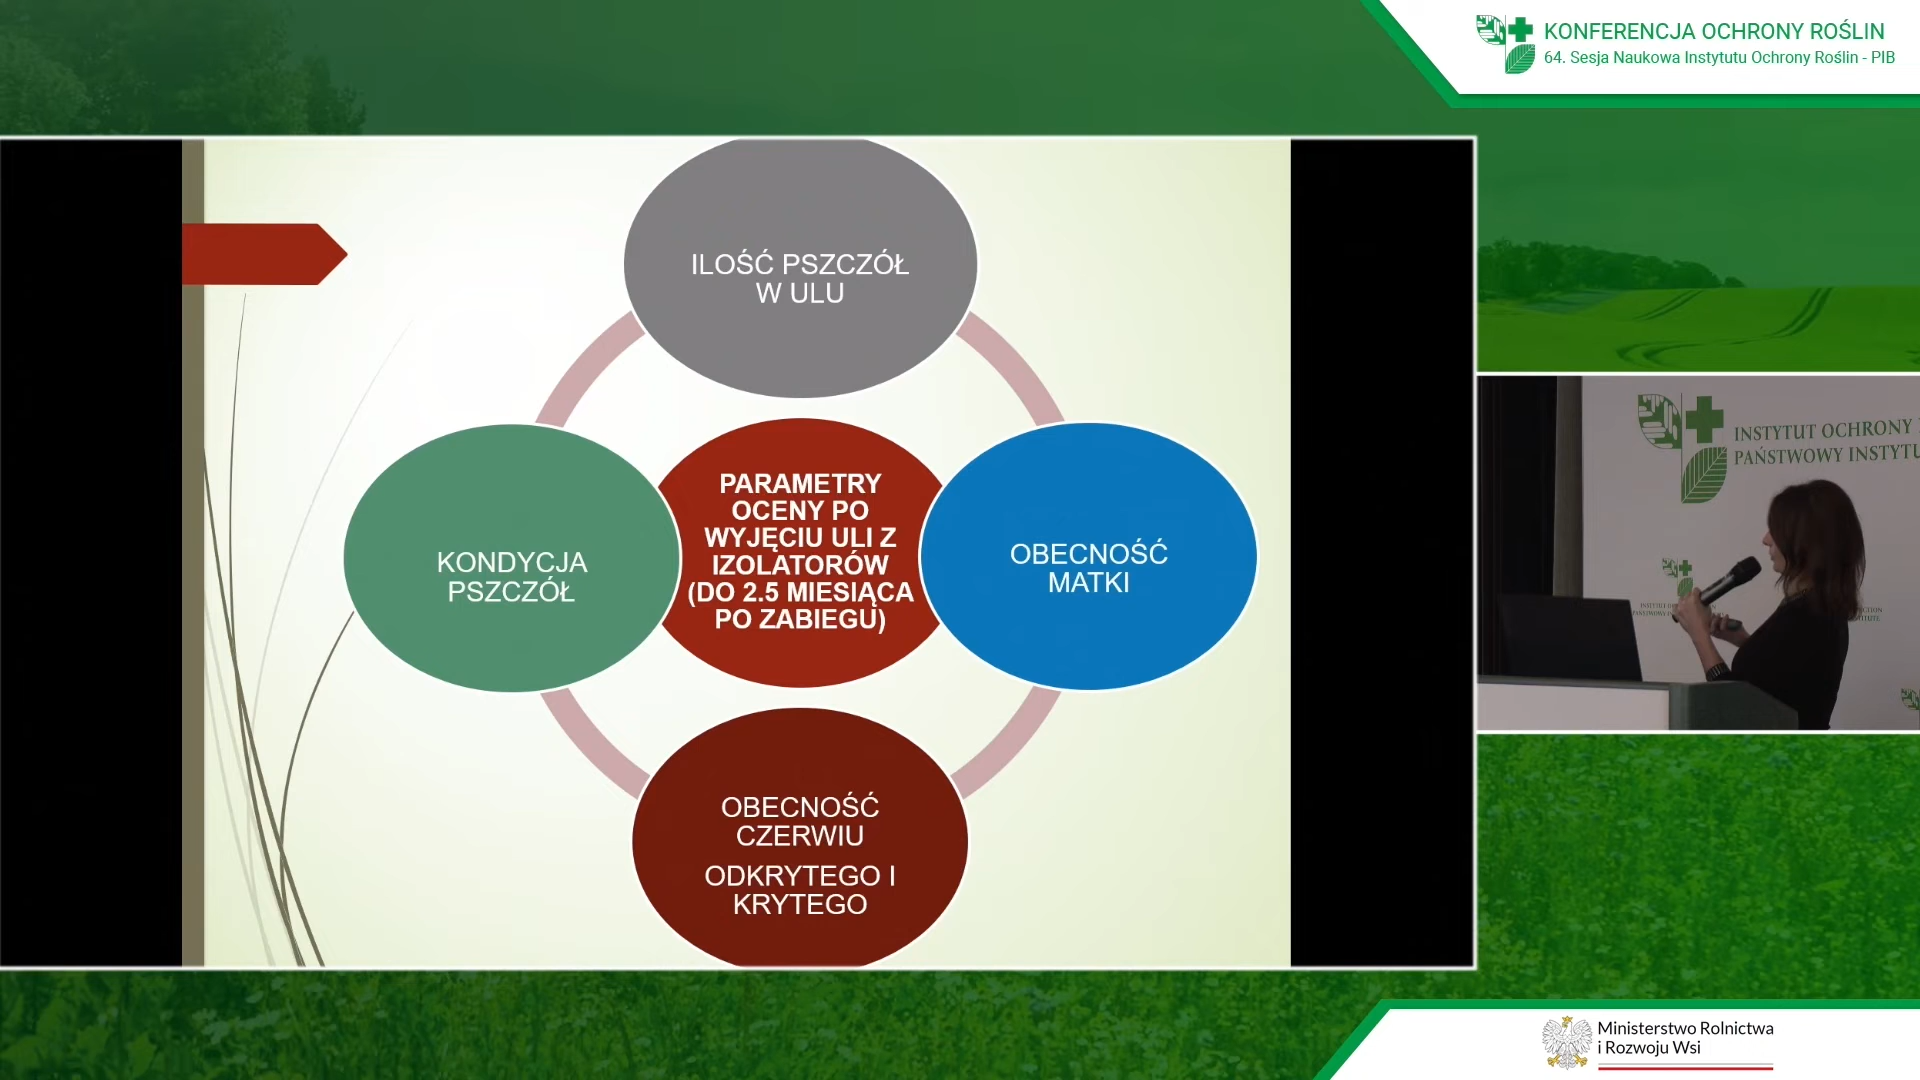 KONFERENCJA OCHRONY ROŚLIN
64. Sesja Naukowa Instytutu Ochrony Roślin - PIB
ILOŚĆ PSZCZÓŁ
W ULU
KONDYCJA
PSZCZÓŁ
PARAMETRY
OCENY PO
WYJĘCIU ULI Z
IZOLATORÓW
(DO 2.5 MIESIĄCA
PO ZABIEGU)
OBECNOŚĆ
MATKI
OBECNOŚĆ
CZERWIU
ODKRYTEGO I
KRYTEGO
INSTYTUT OCHRONY
PAŃSTWOWY INSTYTU
Ministerstwo Rolnictwa
i Rozwoju Wsi